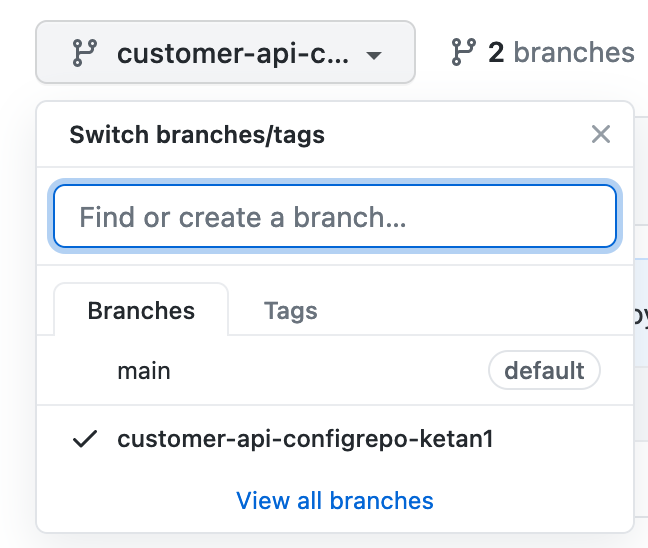 customer-api-c...
2 branches
Switch branches/tags
Find or create a branch...
Branches
Tags
main
default
customer-api-configrepo-ketan1
View all branches